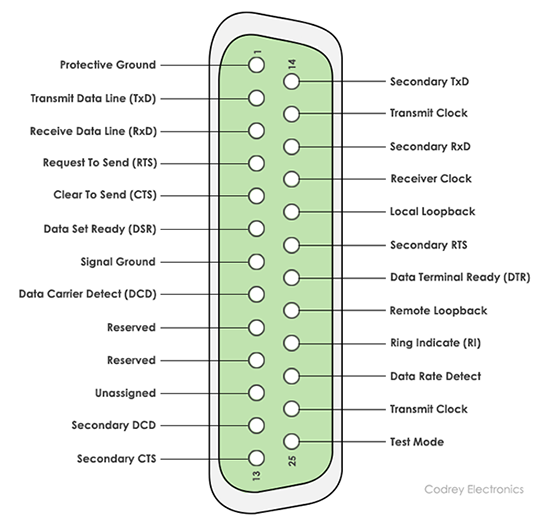 1
14
Protective Ground
Secondary TxD
Transmit Data Line (TxD)
Transmit Clock
Receive Data Line (RxD)
Secondary RxD
Request To Send (RTS)
Receiver Clock
Clear To Send (CTS)
Local Loopback
Data Set Ready (DSR)
Secondary RTS
Signal Ground
Data Terminal Ready (DTR)
Data Carrier Detect (DCD)
Remote Loopback
Reserved
Ring Indicate (RI)
Reserved
Data Rate Detect
Unassigned
Transmit Clock
Secondary DCD
Test Mode
Secondary CTS
13
25
Codrey Electronics